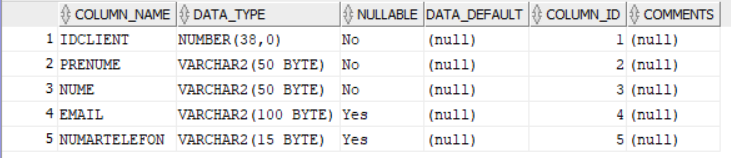 COLUMN_NAME DATA_TYPE NULLABLE DATA_DEFAULT COLUMN_ID COMMENTS
1 IDCLIENT NUMBER(38,0) No (null) 1 (null)
2 PRENUME VARCHAR2(50 BYTE) No (null) 2 (null)
3 NUME VARCHAR2(50 BYTE) No (null) 3 (null)
4 EMAIL VARCHAR2(100 BYTE) Yes (null) 4 (null)
5 NUMARTELEFON VARCHAR2(15 BYTE) Yes (null) 5 (null)